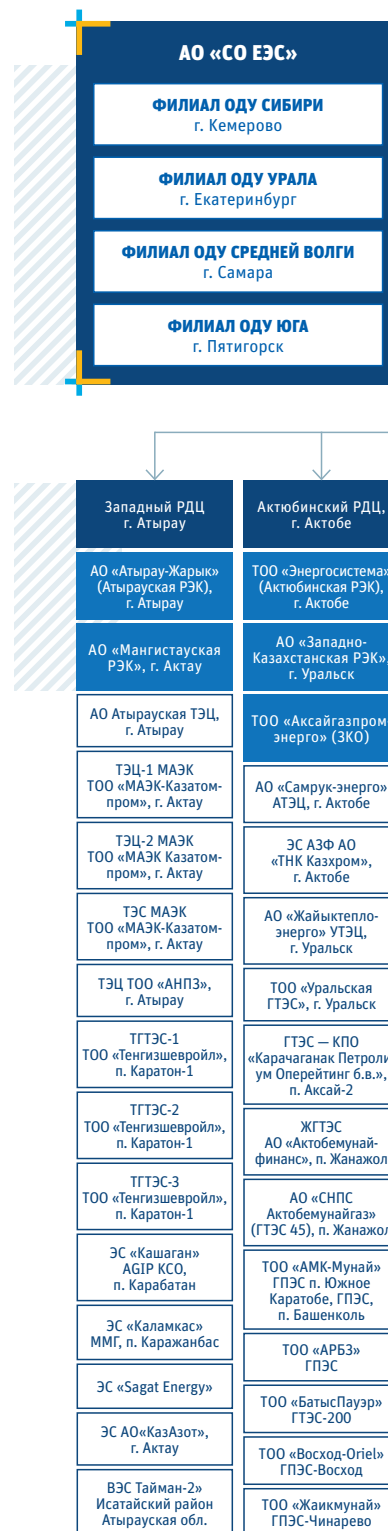 АО «СО ЕЭС»
ФИЛИАЛ ОДУ СИБИРИ
г. Кемерово
ФИЛИАЛ ОДУ УРАЛА
г. Екатеринбург
ФИЛИАЛ ОДУ СРЕДНЕЙ ВОЛГИ
г. Самара
ФИЛИАЛ ОДУ ЮГА
г. Пятигорск
Западный РДЦ
г. Атырау
АО «Атырау-Жарык»
(Атырауская РЭК),
г. Атырау
АО «Мангистауская
РЭК», г. Актау
АО Атырауская ТЭЦ,
г. Атырау
ТЭЦ-1 МАЭК
ТОО «МАЭК-Казатом-
пром», г. Актау
ТЭЦ-2 МАЭК
ТОО «МАЭК Казатом-
пром», г. Актау
ТЭС МАЭК
ТОО «МАЭК-Казатом-
пром», г. Актау
ТЭЦ ТОО «АНПЗ»,
г. Атырау
ТГТЭС-1
ТОО «Тенгизшевройл»,
п. Каратон-1
ТГТЭС-2
ТОО «Тенгизшевройл»,
п. Каратон-1
ТГТЭС-3
ТОО «Тенгизшевройл»,
п. Каратон-1
ЭС «Кашаган»
AGIP KCO,
п. Карабатан
ЭС «Каламкас»
ММГ, п. Каражанбас
ЭС «Sagat Energy»
ЭС АО«КазАзот»,
г. Актау
ВЭС Тайман-2»
Исатайский район
Атырауская обл.
Актюбинский РДЦ,
г. Актобе
ТОО «Энергосистема»
(Актюбинская РЭК),
г. Актобе
АО «Западно-
Казахстанская РЭК»,
г. Уральск
ТОО «Аксайгазпром-
энерго» (ЗКО)
АО «Самрук-энерго»
АТЭЦ, г. Актобе
ЭС АЗФ АО
«ТНК Казхром»,
г. Актобе
АО «Жайыктепло-
энерго» УТЭЦ,
г. Уральск
ТОО «Уральская
ГТЭС», г. Уральск
ГТЭС — КПО
«Карачаганак Петроли-
ум Оперейтинг б.в.»,
п. Аксай-2
ЖГТЭС
АО «Актобемунай-
финанс», п. Жанажол
АО «СНПС
Актобемунайгаз»
(ГТЭС 45), п. Жанажол
ТОО «АМК-Мунай»
ГПЭС п. Южное
Каратобе, ГПЭС,
п. Башенколь
ТОО «АРБЗ»
ГПЭС
ТОО «БатысПауэр»
ГТЭС-200
ТОО «Восход-Oriel»
ГПЭС-Восход
ТОО «Жаикмунай»
ГПЭС-Чинарево